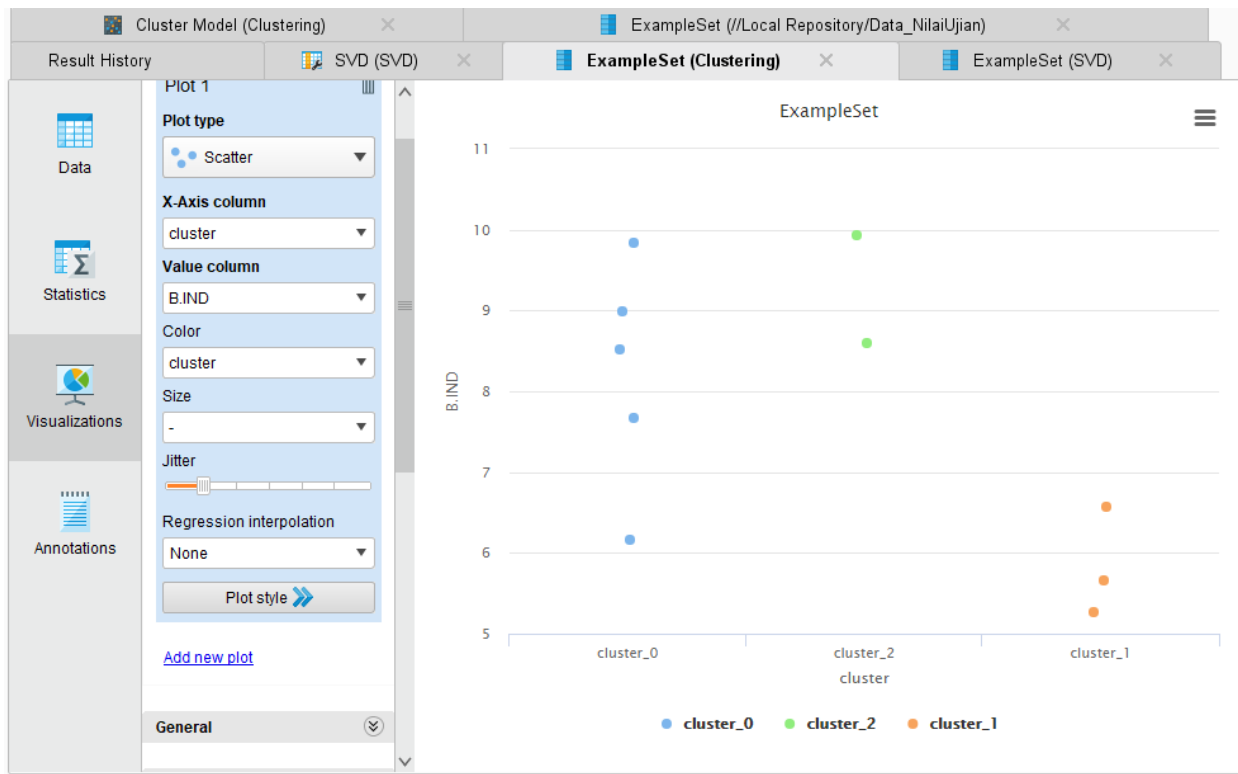 Cluster Model (Clustering)
ExampleSet (//Local Repository/Data_NilaiUjian)
Result History
SVD (SVD)
ExampleSet (Clustering)
ExampleSet (SVD)
Data
Statistics
Visualizations
Annotations
Plot 1
Plot type
Scatter
X-Axis column
cluster
Value column
B.IND
Color
cluster
Size
-
Jitter
Regression interpolation
None
Plot style
Add new plot
General
ExampleSet
11
10
9
8
7
6
5
B.IND
cluster_0 cluster_2 cluster_1
cluster
cluster_0 cluster_2 cluster_1